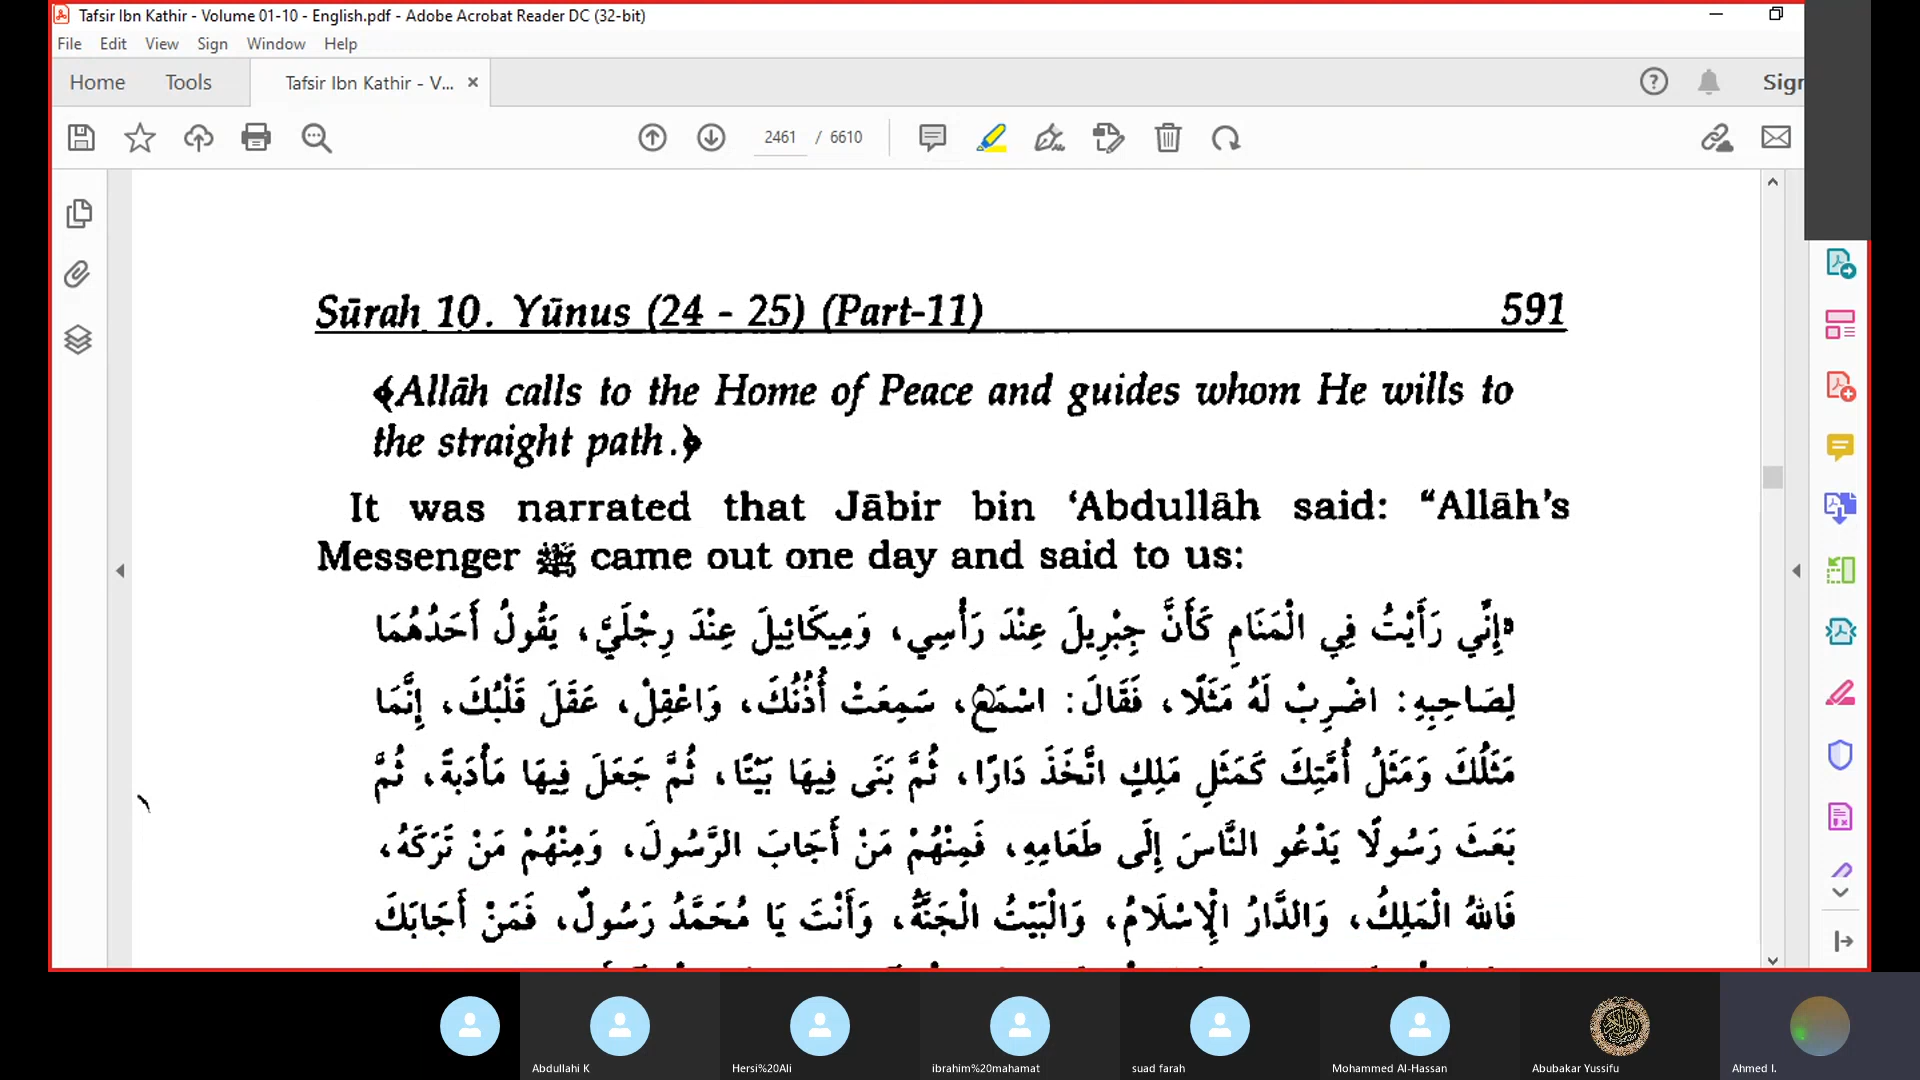 Tafsir Ibn Kathir - Volume 01-10 - English.pdf - Adobe Acrobat Reader DC (32-bit)
File Edit View Sign Window Help
Home Tools Tafsir Ibn Kathir - V... × Sign
2461 / 6610
Sūrah 10. Yūnus (24 - 25) (Part-11) 591
﴾Allāh calls to the Home of Peace and guides whom He wills to
the straight path.﴿
It was narrated that Jābir bin ‘Abdullāh said: “Allāh’s
Messenger ﷺ came out one day and said to us:
«إِنِّي رَأَيْتُ فِي الْمَنَامِ كَأَنَّ جِبْرِيلَ عِنْدَ رَأْسِي، وَمِيكَائِيلَ عِنْدَ رِجْلَيَّ، يَقُولُ أَحَدُهُمَا
لِصَاحِبِهِ: اضْرِبْ لَهُ مَثَلًا، فَقَالَ: اسْمَعْ، سَمِعَتْ أُذُنُكَ، وَاعْقِلْ، عَقَلَ قَلْبُكَ، إِنَّمَا
مَثَلُكَ وَمَثَلُ أُمَّتِكَ كَمَثَلِ مَلِكٍ اتَّخَذَ دَارًا، ثُمَّ بَنَى فِيهَا بَيْتًا، ثُمَّ جَعَلَ فِيهَا مَأْدَبةً، ثُمَّ
بَعَثَ رَسُولًا يَدْعُو النَّاسَ إِلَى طَعَامِهِ، فَمِنْهُمْ مَنْ أَجَابَ الرَّسُولَ، وَمِنْهُمْ مَنْ تَرَكَهُ،
فَاللهُ الْمَلِكُ، وَالدَّارُ الْإِسْلَامُ، وَالْبَيْتُ الْجَنَّةُ، وَأَنْتَ يَا مُحَمَّدُ رَسُولٌ، فَمَنْ أَجَابَكَ
Abdullahi K Hersi%20Ali ibrahim%20mahamat suad farah Mohammed Al-Hassan Abubakar Yussifu Ahmed I.